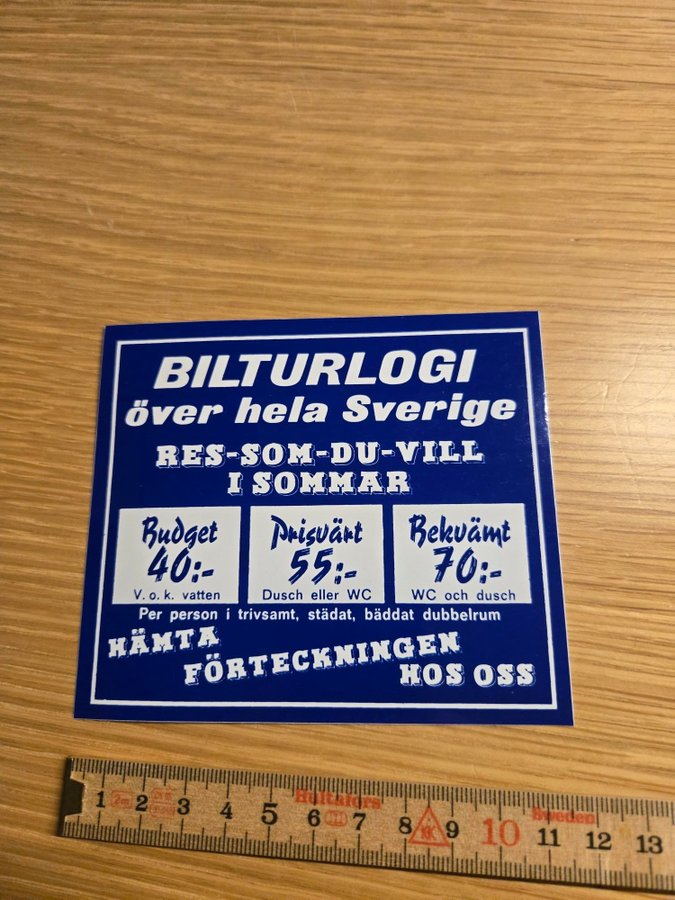 BILTURLOGI
över hela Sverige
RES-SOM-DU-VILL
I SOMMAR
Budget
40:-
V. o. k. vatten
Prisvärt
55:-
Dusch eller WC
Bekvämt
70:-
WC och dusch
Per person i trivsamt, städat, bäddat dubbelrum
HÄMTA
FÖRTECKNINGEN
HOS OSS
1 2m 2 3 4 5 6 7 8 9 10 11 12 13
Hultafors Sweden